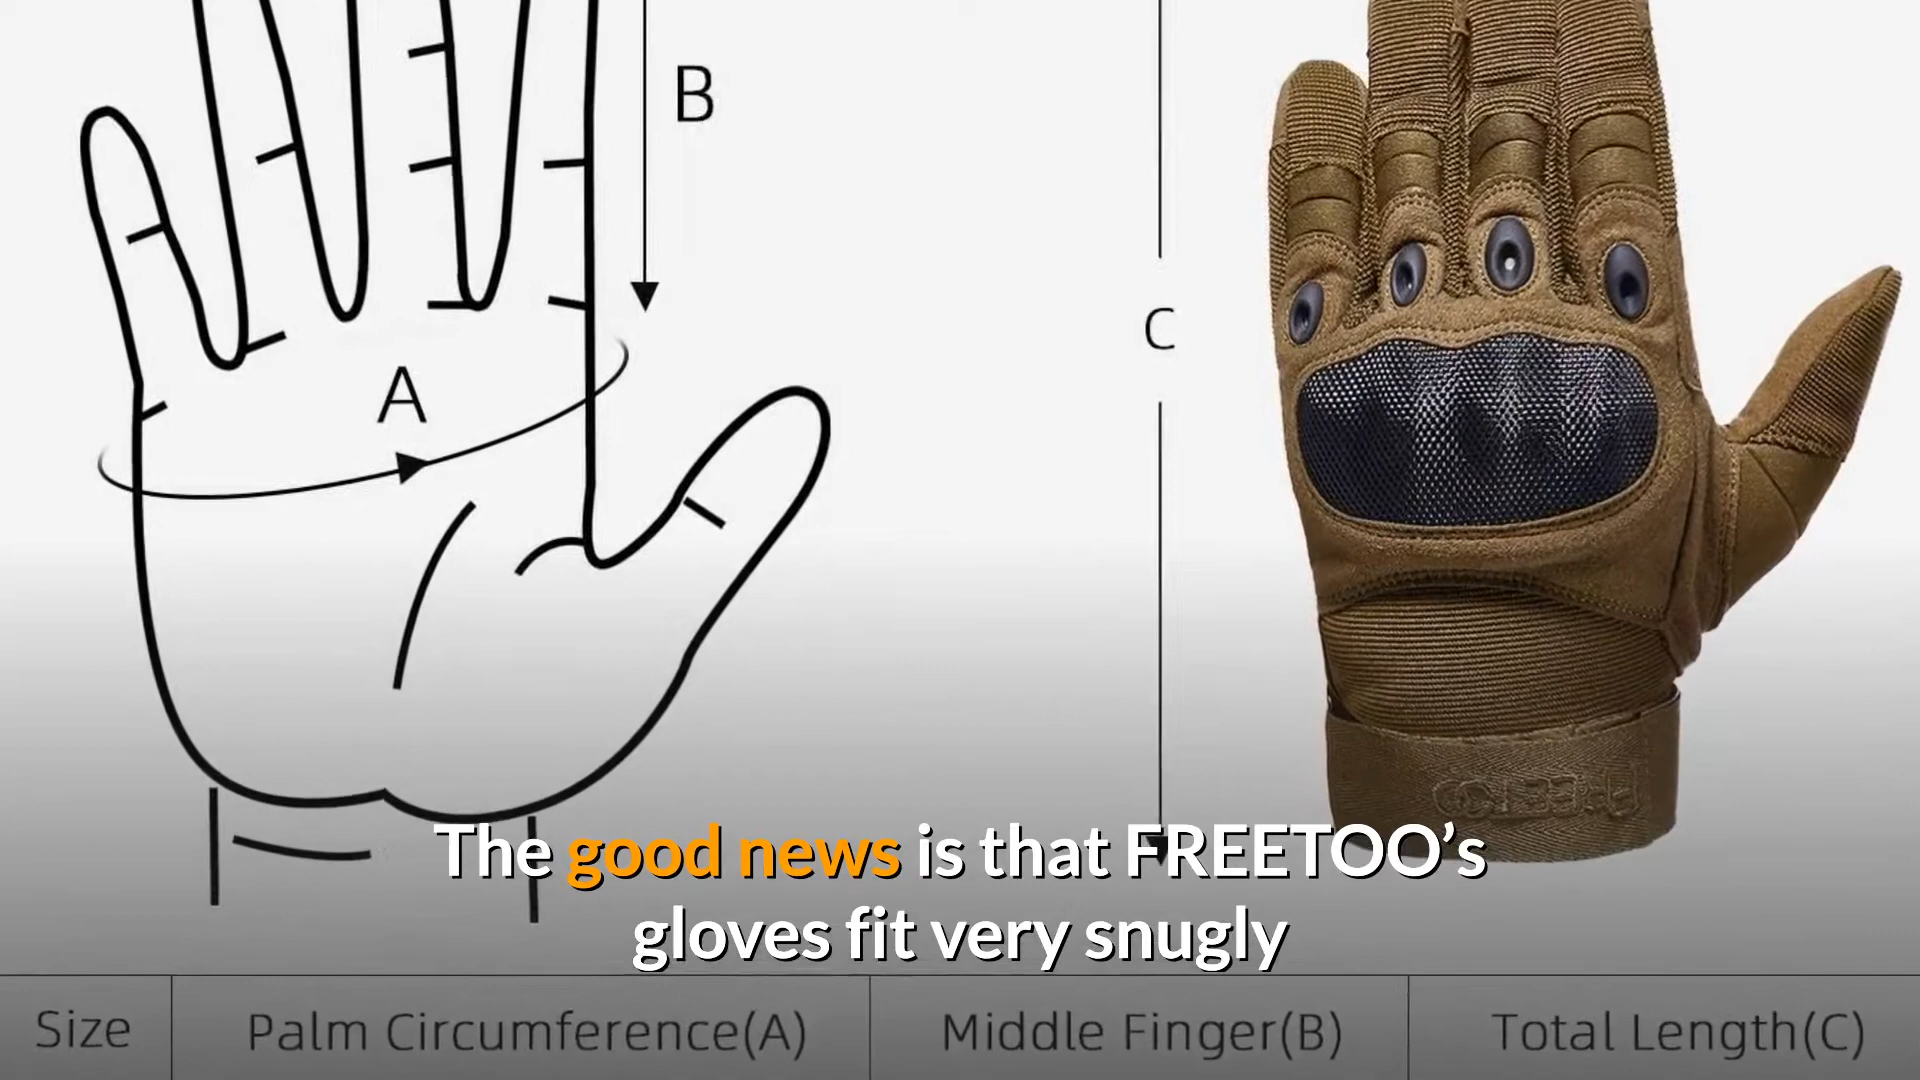 B
C
A
The good news is that FREETOO’s
gloves fit very snugly
Size Palm Circumference(A) Middle Finger(B) Total Length(C)